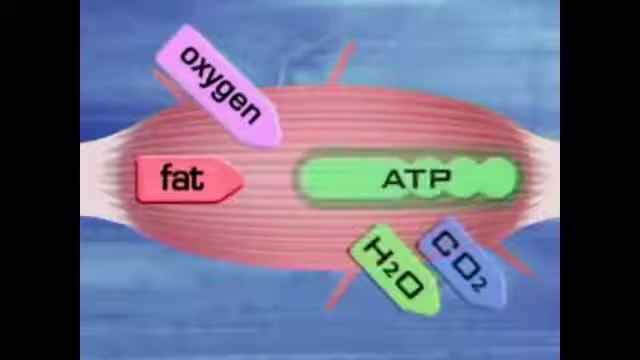 oxygen
fat
ATP
H₂O
CO₂